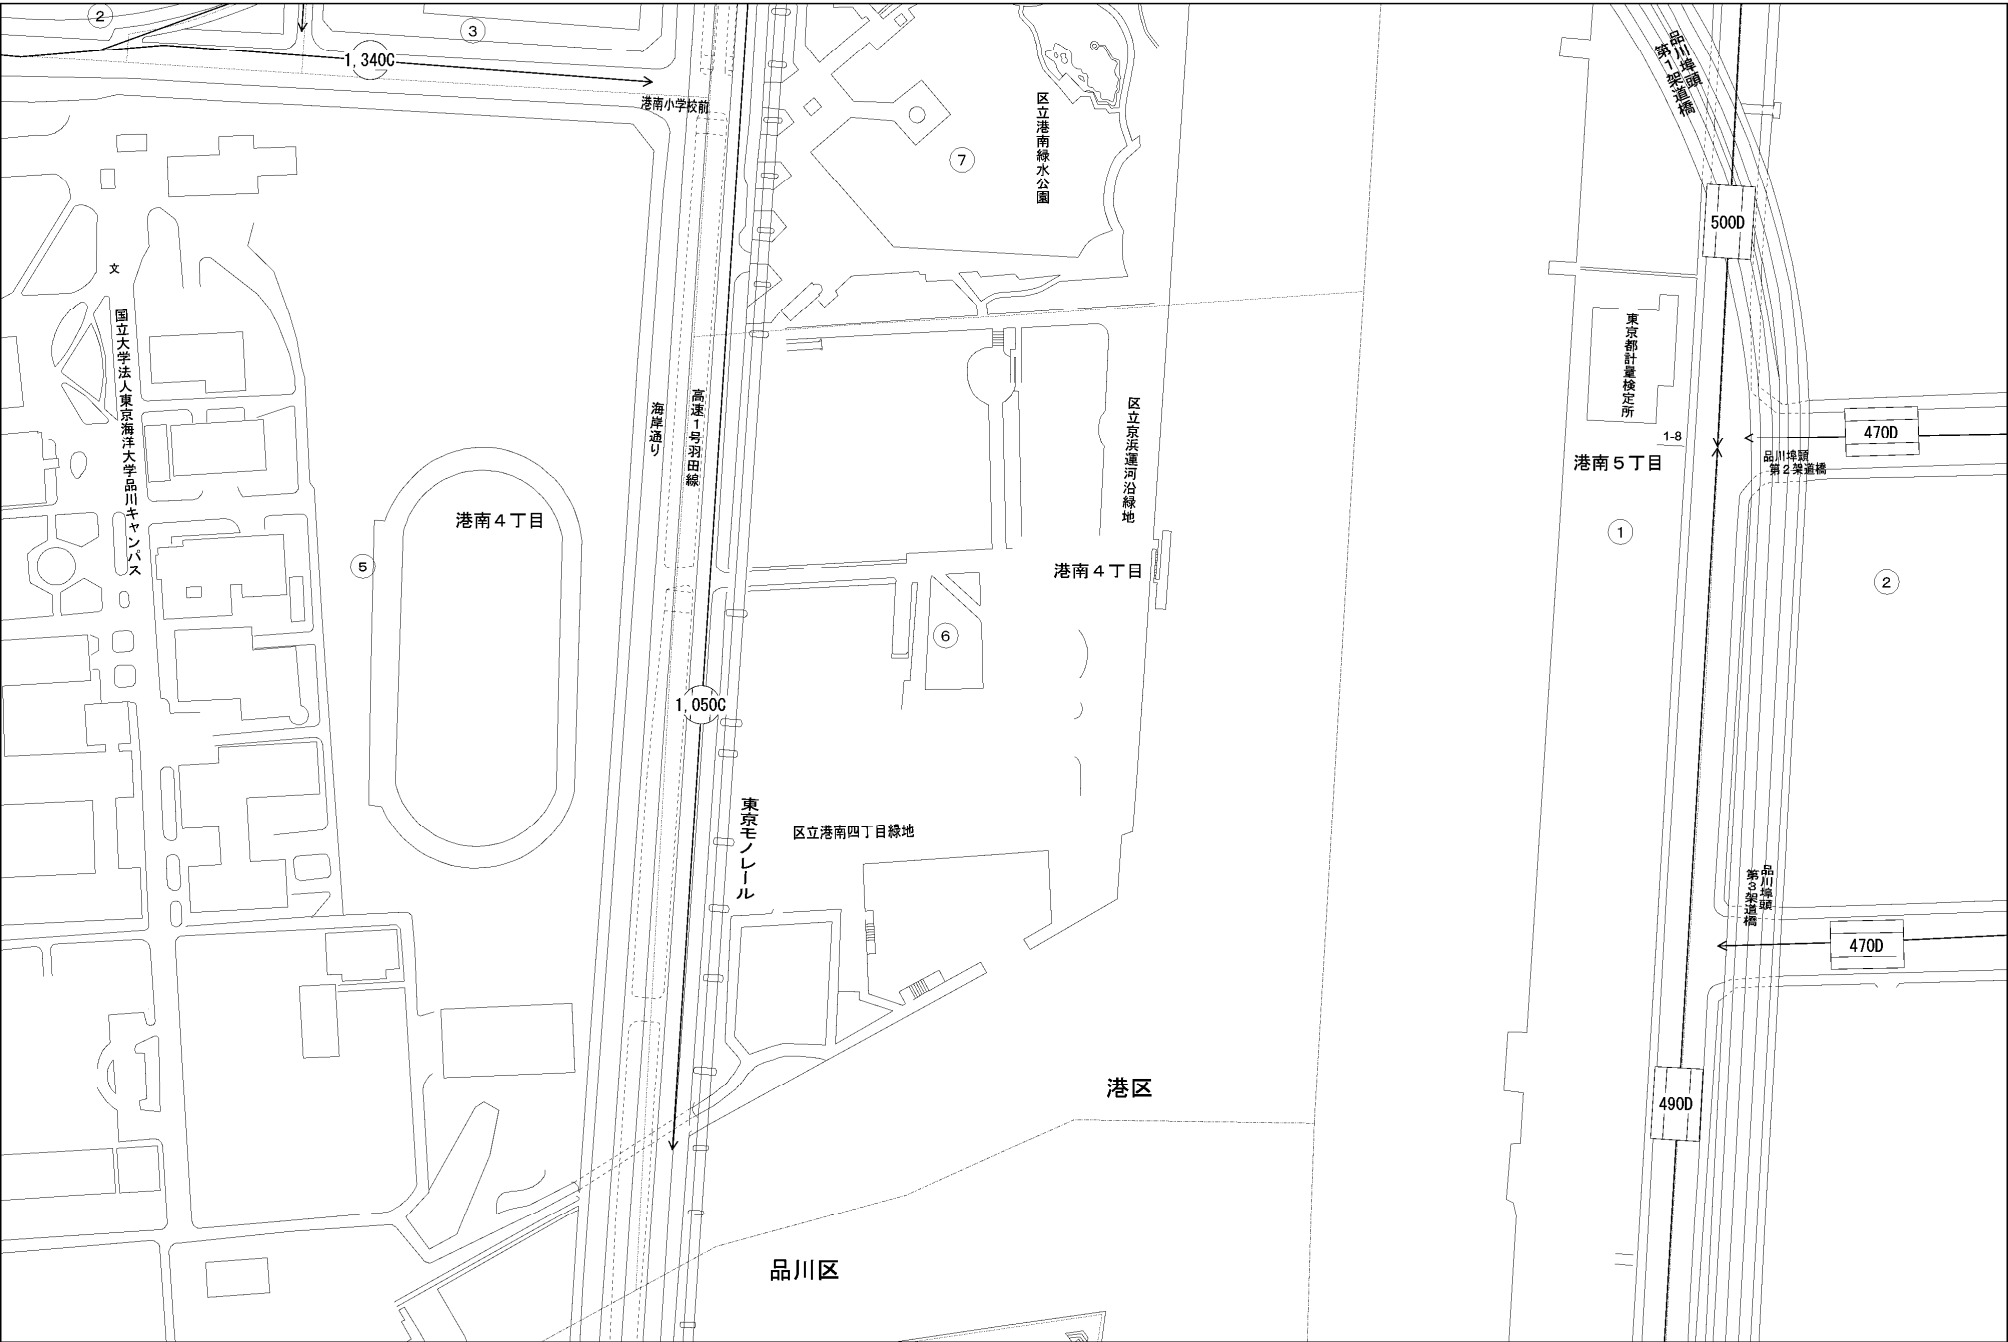 ②
③
1,340C
港南小学校前
品川埠頭
第1架道橋
区立港南緑水公園
⑦
500D
文
国立大学法人東京海洋大学品川キャンパス
東京都計量検定所
高速1号羽田線
海岸通り
区立京浜運河沿緑地
1-8
470D
港南5丁目
品川埠頭
第2架道橋
港南4丁目
①
⑤
港南4丁目
②
⑥
1,050C
東京モノレール
区立港南四丁目緑地
品川埠頭
第3架道橋
470D
港区
490D
品川区